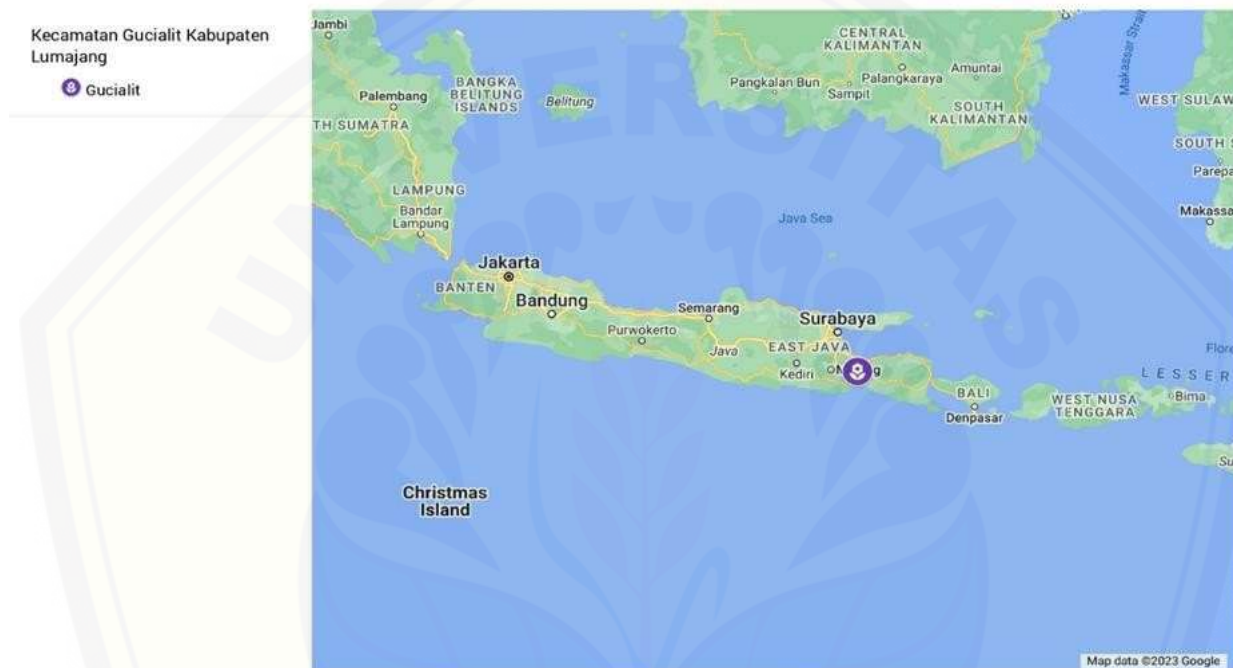 Kecamatan Gucialit Kabupaten
Lumajang
Gucialit
Jambi
BANGKA
BELITUNG
ISLANDS
Belitung
Palembang
TH SUMATRA
LAMPUNG
Bandar
Lampung
CENTRAL
KALIMANTAN
Pangkalan Bun
Palangkaraya
Amuntai
Sampit
SOUTH
KALIMANTAN
Makassar Strait
WEST SULAW
SOUTH S
Parepa
Makassa
Java Sea
Jakarta
BANTEN
Bandung
Semarang
Purwokerto
Java
Surabaya
EAST JAVA
Kediri
BALI
Denpasar
Flore
LESSER
WEST NUSA
TENGGARA
Bima
Su
Christmas
Island
UNIVERSITAS
Map data ©2023 Google